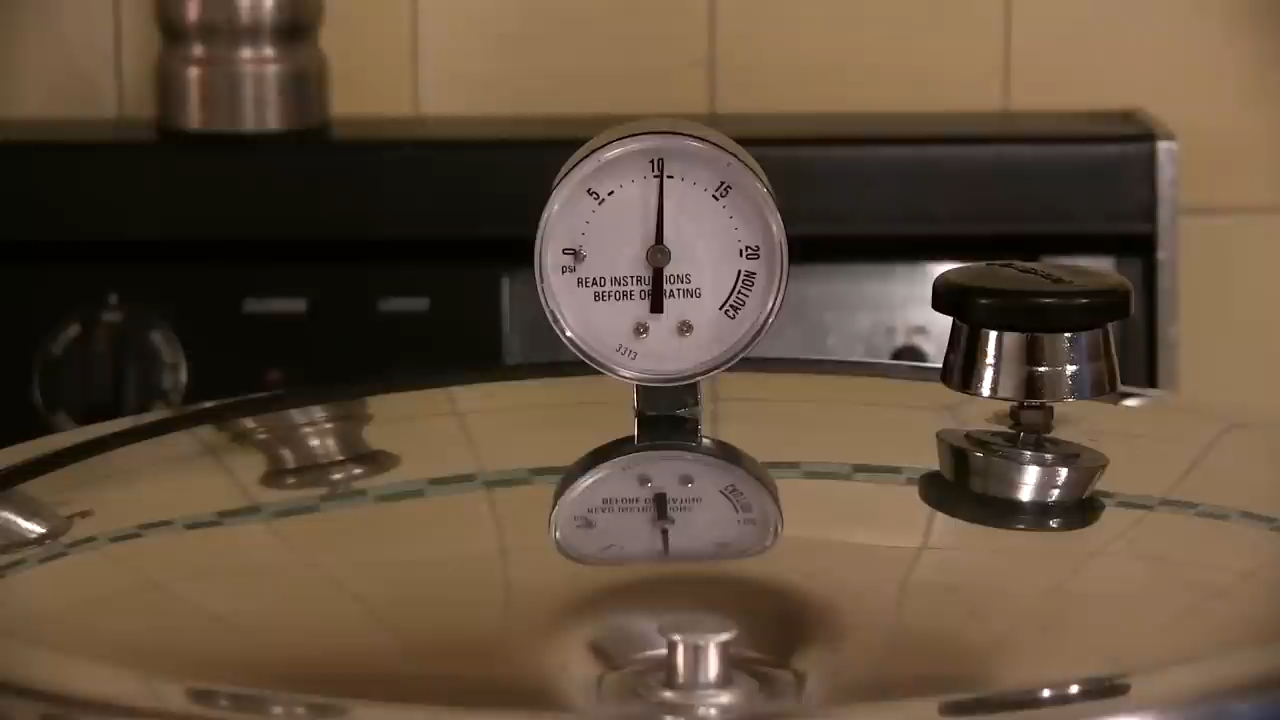 10
5
15
0
20
psi
READ INSTRUCTIONS
BEFORE OPERATING
CAUTION
3313